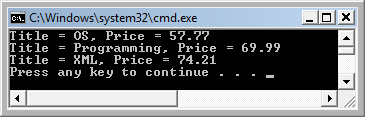 C:\Windows\system32\cmd.exe
Title = OS, Price = 57.77
Title = Programming, Price = 69.99
Title = XML, Price = 74.21
Press any key to continue . . . _